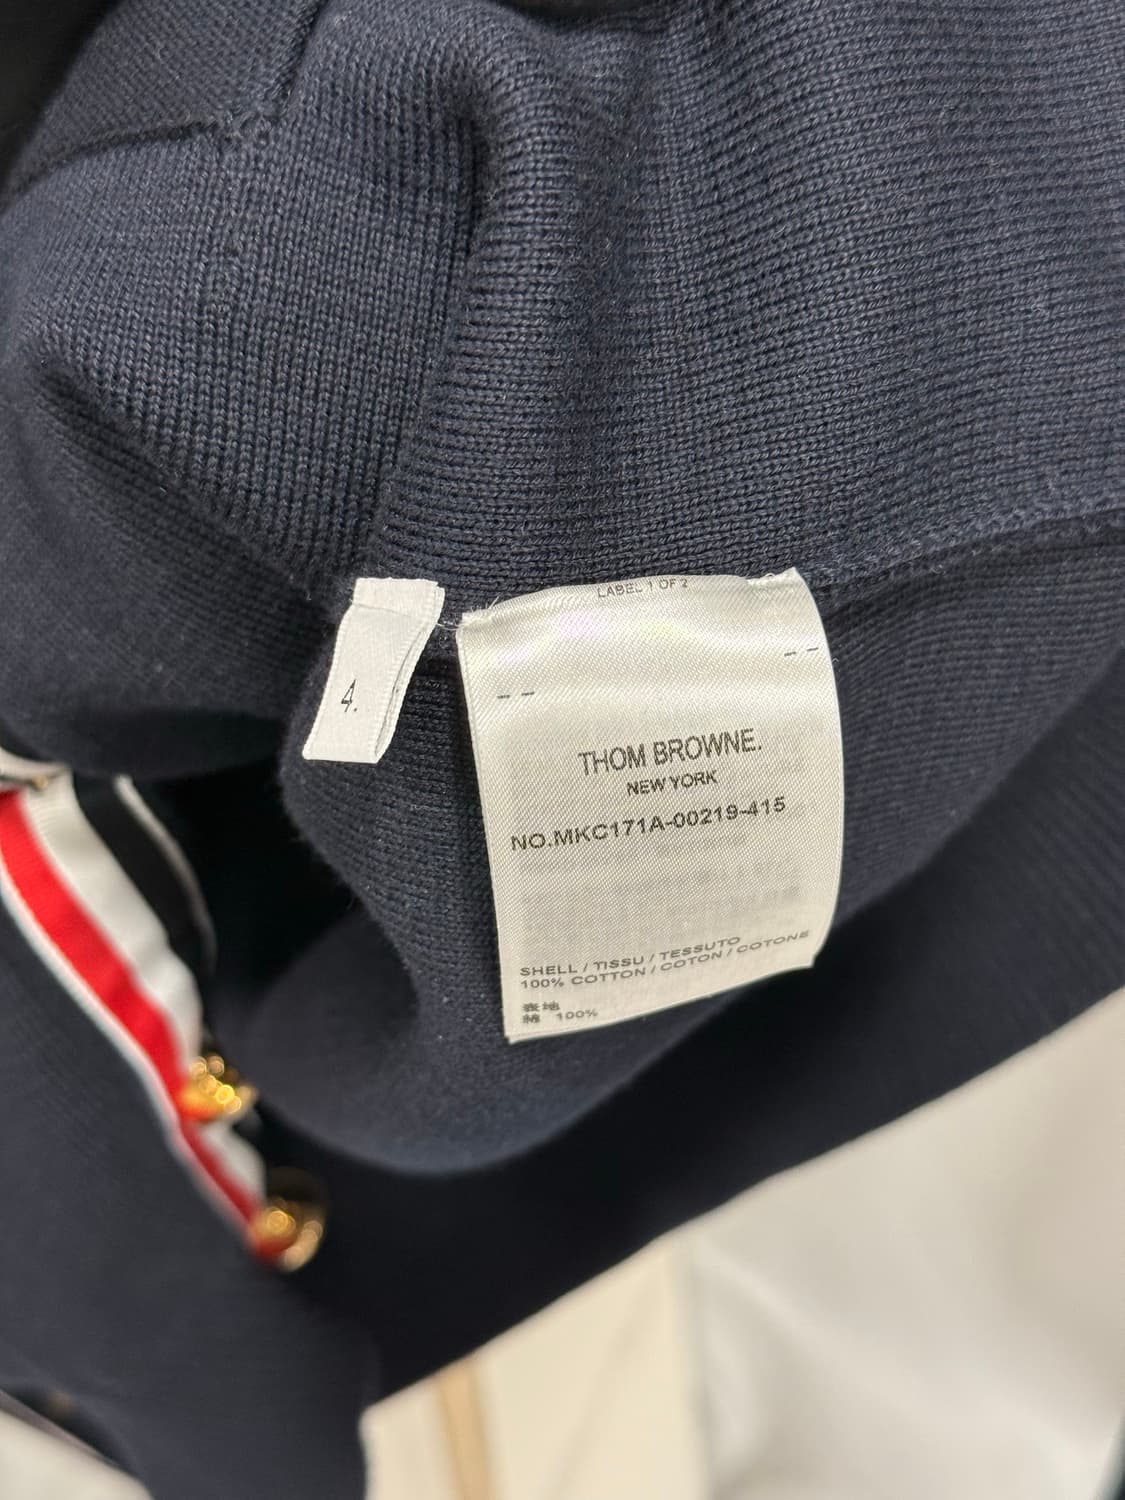 LABEL 1 OF 2
4.
THOM BROWNE.
NEW YORK
NO.MKC171A-00219-415
SHELL / TISSU / TESSUTO
100% COTTON / COTON / COTONE
表地
綿 100%